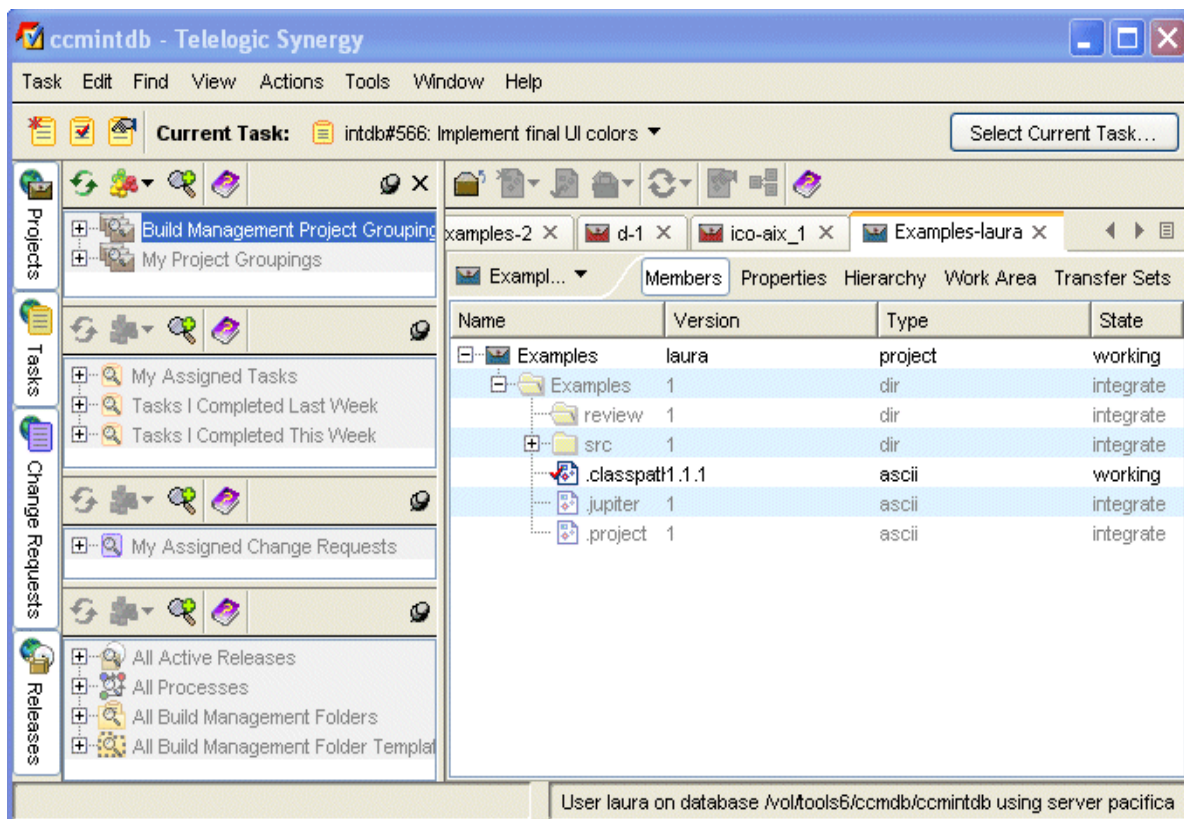 ccmintdb - Telelogic Synergy
Task Edit Find View Actions Tools Window Help
Current Task: intdb#566: Implement final UI colors Select Current Task...
Projects
Tasks
Change Requests
Releases
Build Management Project Grouping
My Project Groupings
My Assigned Tasks
Tasks I Completed Last Week
Tasks I Completed This Week
My Assigned Change Requests
All Active Releases
All Processes
All Build Management Folders
All Build Management Folder Templat
xamples-2 d-1 ico-aix_1 Examples-laura
Exampl... Members Properties Hierarchy Work Area Transfer Sets
Name Version Type State
Examples laura project working
Examples 1 dir integrate
review 1 dir integrate
src 1 dir integrate
.classpath 1.1.1 ascii working
.jupiter 1 ascii integrate
.project 1 ascii integrate
User laura on database /vol/tools6/ccmdb/ccmintdb using server pacifica